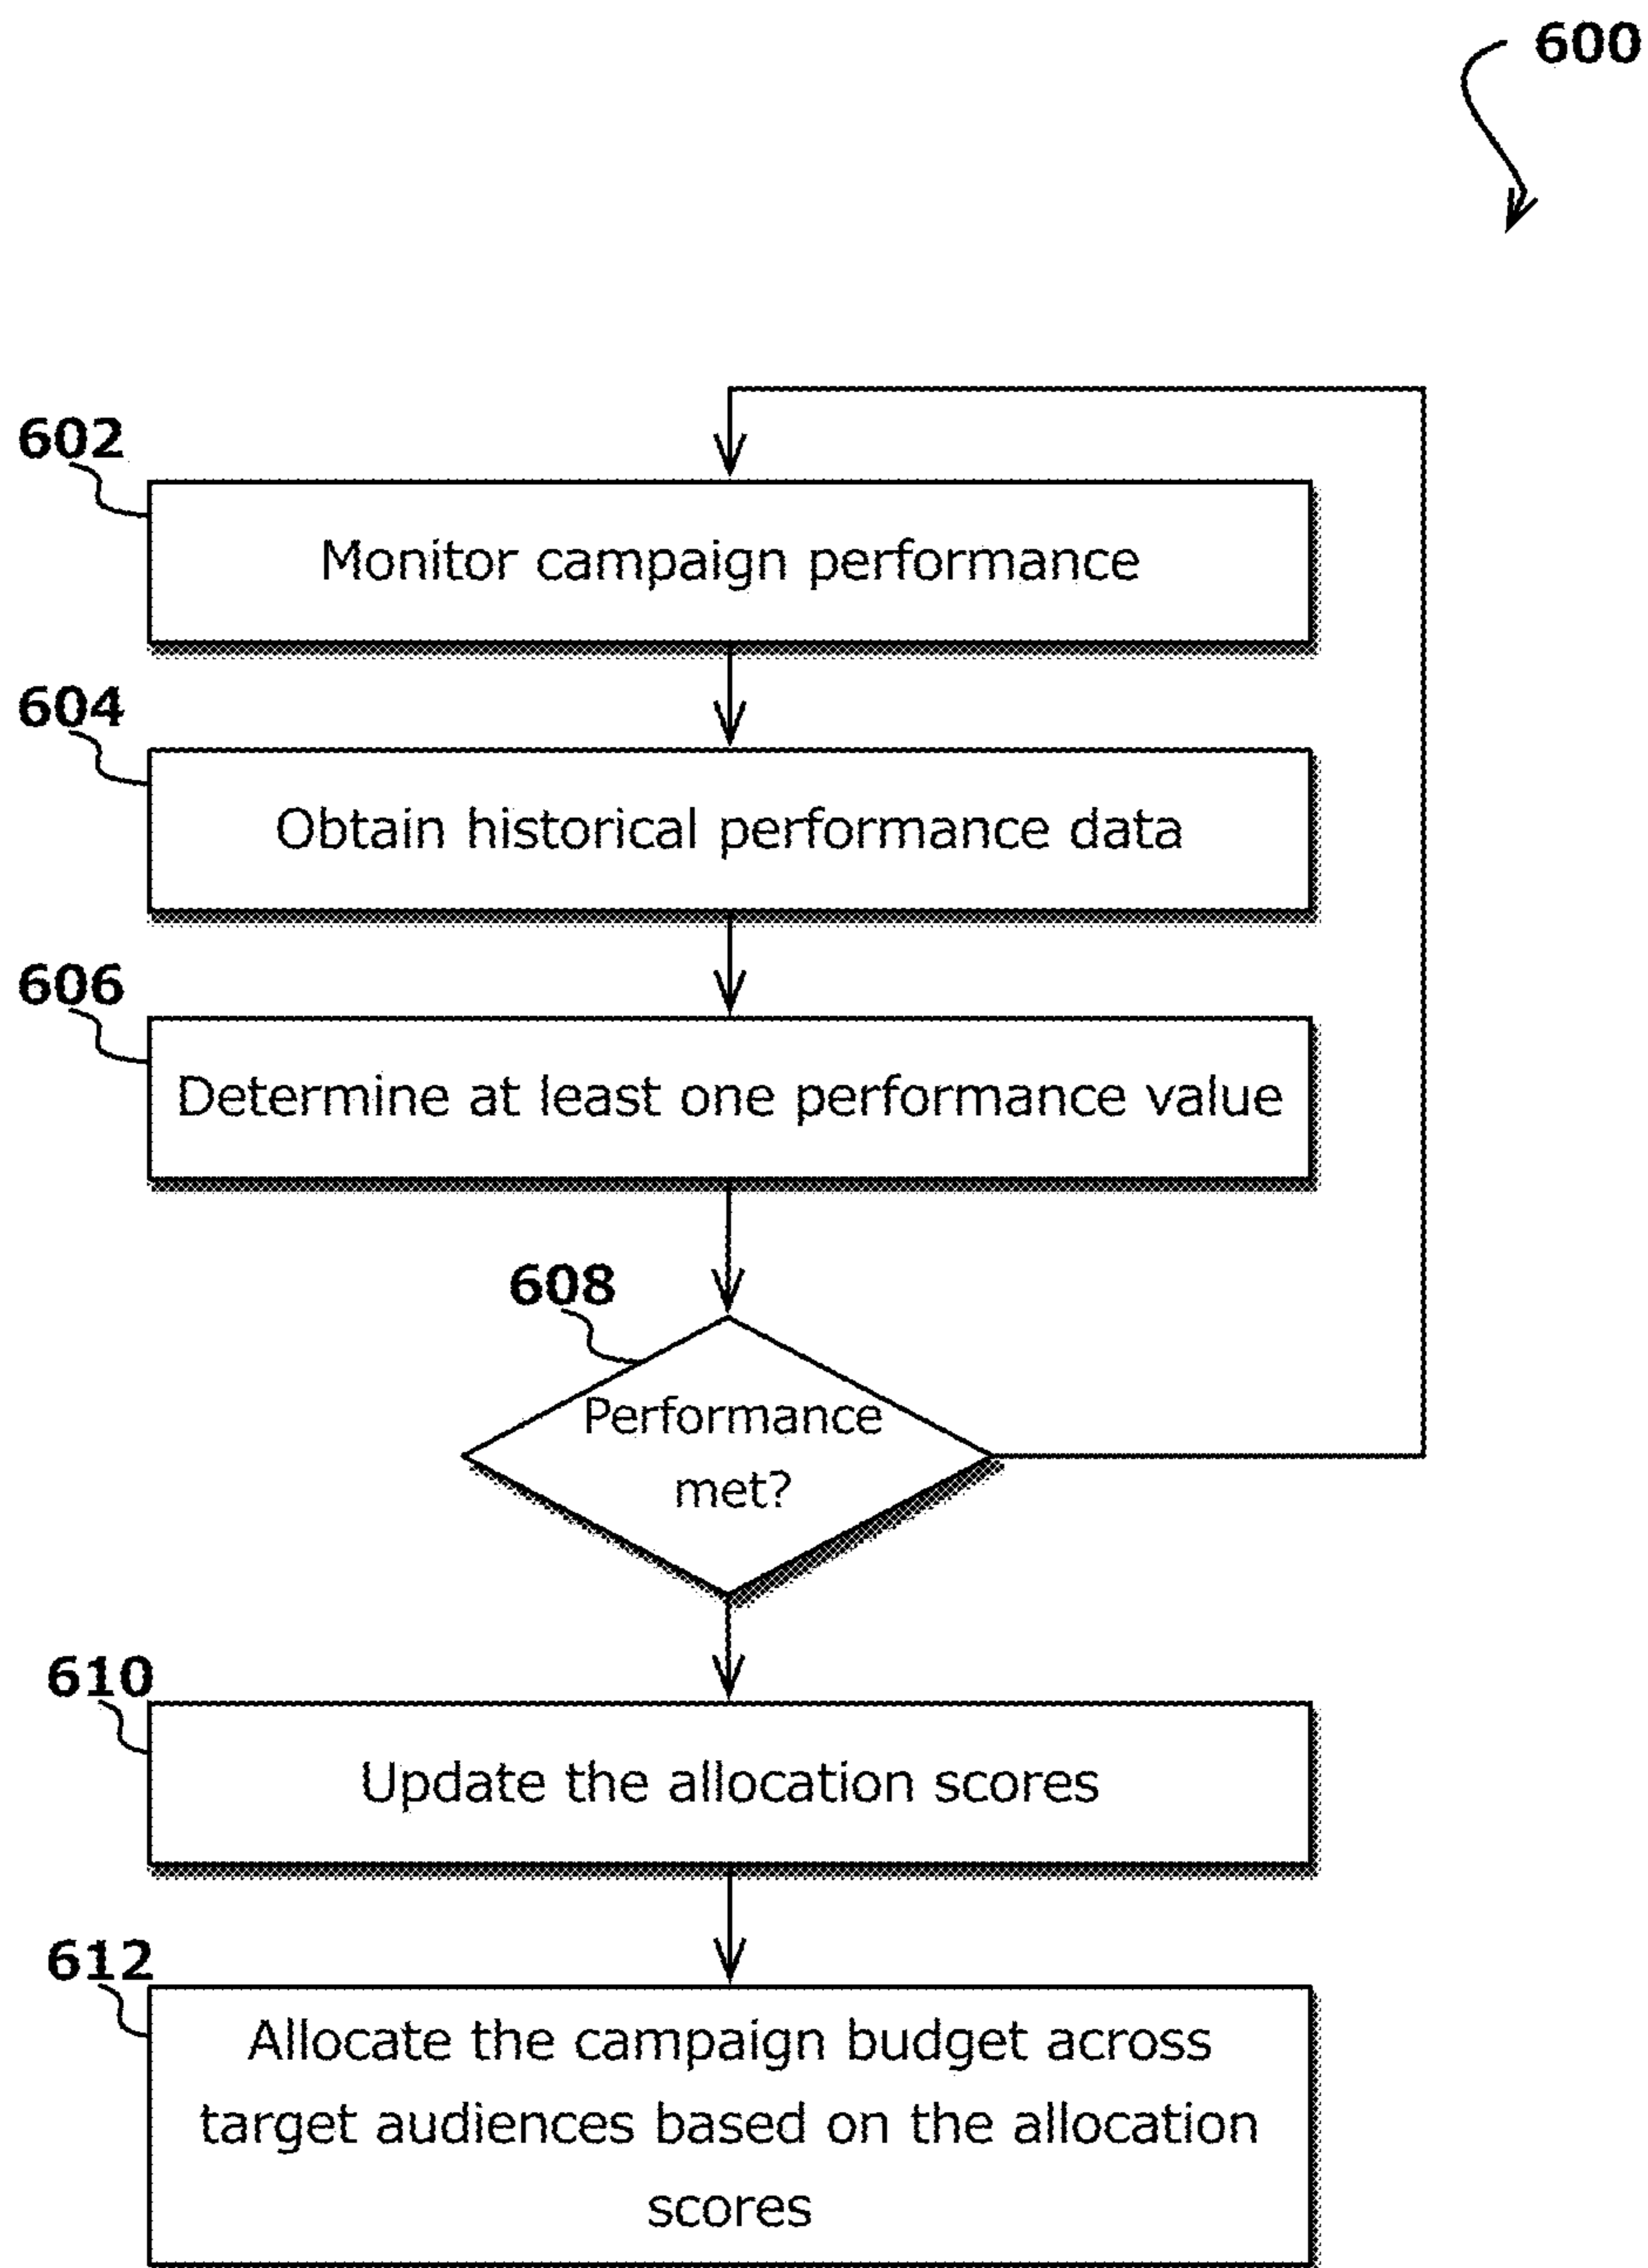 600
602
Monitor campaign performance
604
Obtain historical performance data
606
Determine at least one performance value
608
Performance
met?
610
Update the allocation scores
612
Allocate the campaign budget across
target audiences based on the allocation
scores